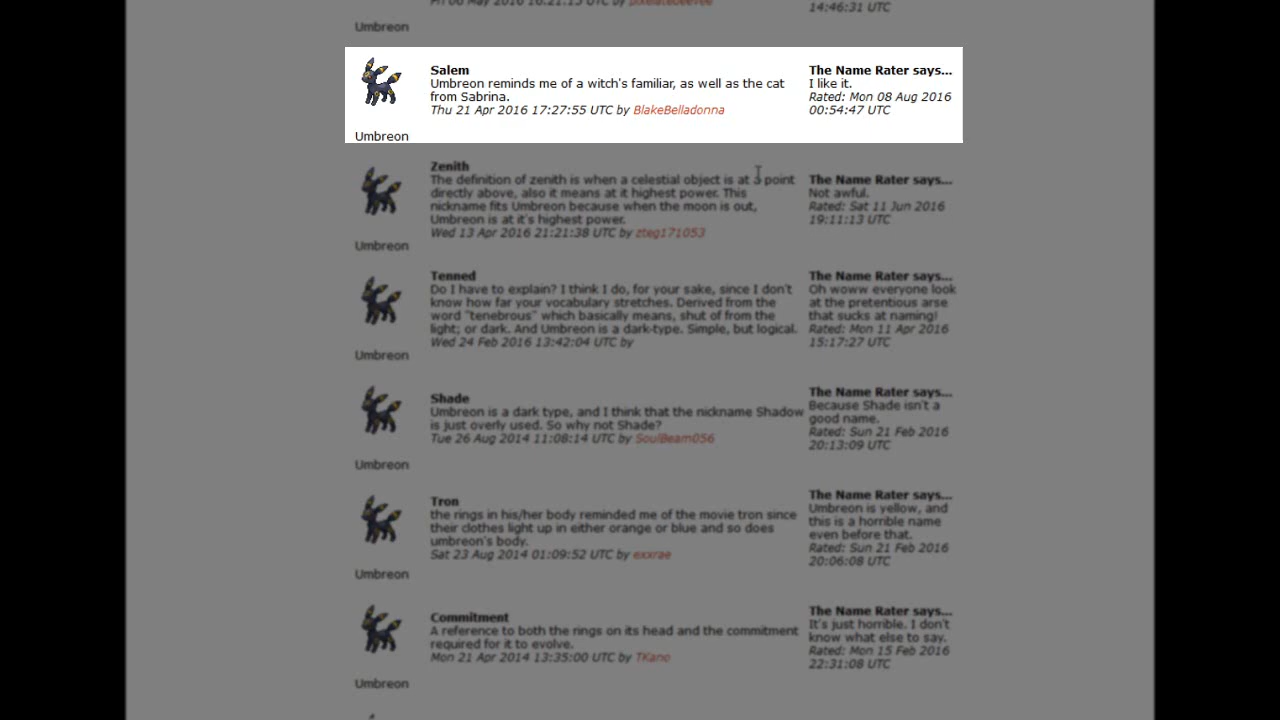 Fri 06 May 2016 16:21:15 UTC by pixelatedeevee
14:46:31 UTC
Umbreon
Salem
Umbreon reminds me of a witch's familiar, as well as the cat
from Sabrina.
Thu 21 Apr 2016 17:27:55 UTC by BlakeBelladonna
The Name Rater says...
I like it.
Rated: Mon 08 Aug 2016
00:54:47 UTC
Umbreon
Zenith
The definition of zenith is when a celestial object is at a point
directly above, also it means at it highest power. This
nickname fits Umbreon because when the moon is out,
Umbreon is at it's highest power.
Wed 13 Apr 2016 21:21:38 UTC by zteg171053
The Name Rater says...
Not awful.
Rated: Sat 11 Jun 2016
19:11:13 UTC
Umbreon
Tenned
Do I have to explain? I think I do, for your sake, since I don't
know how far your vocabulary stretches. Derived from the
word "tenebrous" which basically means, shut of from the
light; or dark. And Umbreon is a dark-type. Simple, but logical.
Wed 24 Feb 2016 13:42:04 UTC by
The Name Rater says...
Oh woww everyone look
at the pretentious arse
that sucks at naming!
Rated: Mon 11 Apr 2016
15:17:27 UTC
Umbreon
Shade
Umbreon is a dark type, and I think that the nickname Shadow
is just overly used. So why not Shade?
Tue 26 Aug 2014 11:08:14 UTC by SoulBeam056
The Name Rater says...
Because Shade isn't a
good name.
Rated: Sun 21 Feb 2016
20:13:09 UTC
Umbreon
Tron
the rings in his/her body reminded me of the movie tron since
their clothes light up in either orange or blue and so does
umbreon's body.
Sat 23 Aug 2014 01:09:52 UTC by exxrae
The Name Rater says...
Umbreon is yellow, and
this is a horrible name
even before that.
Rated: Sun 21 Feb 2016
20:06:08 UTC
Umbreon
Commitment
A reference to both the rings on its head and the commitment
required for it to evolve.
Mon 21 Apr 2014 13:35:00 UTC by TKano
The Name Rater says...
It's just horrible. I don't
know what else to say.
Rated: Mon 15 Feb 2016
22:31:08 UTC
Umbreon